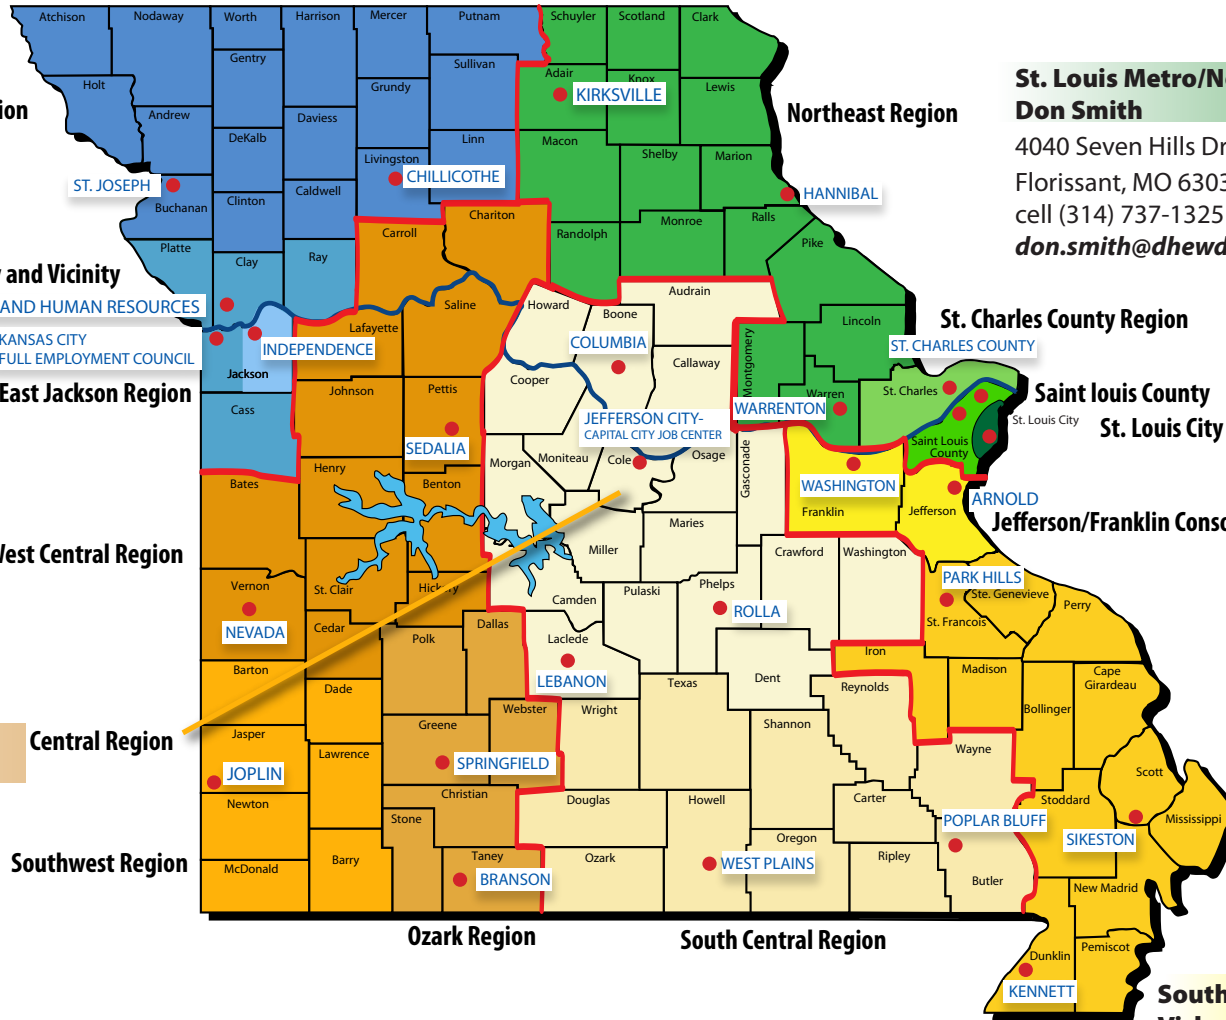 Atchison
Nodaway
Worth
Harrison
Mercer
Putnam
Schuyler
Scotland
Clark
Gentry
Sullivan
Adair
Knox
Holt
Grundy
Lewis
KIRKSVILLE
ion
Andrew
Daviess
Northeast Region
DeKalb
Linn
Macon
Livingston
Shelby
Marion
CHILLICOTHE
ST. JOSEPH
Caldwell
HANNIBAL
Buchanan
Clinton
Chariton
Carroll
Randolph
Monroe
Ralls
Pike
Platte
Clay
Ray
y and Vicinity
AND HUMAN RESOURCES
Saline
Howard
Audrain
Boone
Lafayette
Lincoln
St. Charles County Region
KANSAS CITY
FULL EMPLOYMENT COUNCIL
INDEPENDENCE
COLUMBIA
ST. CHARLES COUNTY
Jackson
Callaway
Montgomery
East Jackson Region
Johnson
Pettis
Cooper
Warren
St. Charles
Saint louis County
Cass
JEFFERSON CITY-
CAPITAL CITY JOB CENTER
WARRENTON
St. Louis City
St. Louis City
SEDALIA
Saint Louis
County
Morgan
Moniteau
Cole
Osage
Gasconade
Henry
Benton
Bates
WASHINGTON
Franklin
Jefferson
ARNOLD
Jefferson/Franklin Conso
Maries
West Central Region
Miller
Crawford
Washington
Vernon
St. Clair
Hickory
Camden
Pulaski
Phelps
PARK HILLS
Ste. Genevieve
Perry
NEVADA
ROLLA
St. Francois
Cedar
Polk
Dallas
Laclede
Iron
Barton
LEBANON
Dent
Madison
Cape
Girardeau
Dade
Texas
Reynolds
Bollinger
Webster
Wright
Central Region
Jasper
Greene
Shannon
Wayne
Lawrence
JOPLIN
SPRINGFIELD
Scott
Newton
Christian
Douglas
Howell
Carter
Stoddard
Stone
POPLAR BLUFF
Mississippi
Oregon
SIKESTON
Southwest Region
McDonald
Barry
Taney
BRANSON
Ozark
WEST PLAINS
Ripley
Butler
New Madrid
Ozark Region
South Central Region
Pemiscot
Dunklin
KENNETT
St. Louis Metro/No
Don Smith
4040 Seven Hills Dr
Florissant, MO 6303
cell (314) 737-1325
don.smith@dhewd
South